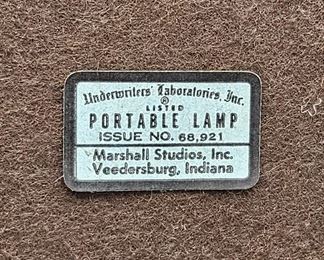 Underwriters' Laboratories, Inc.
®
LISTED
PORTABLE LAMP
ISSUE NO. 68,921
Marshall Studios, Inc.
Veedersburg, Indiana